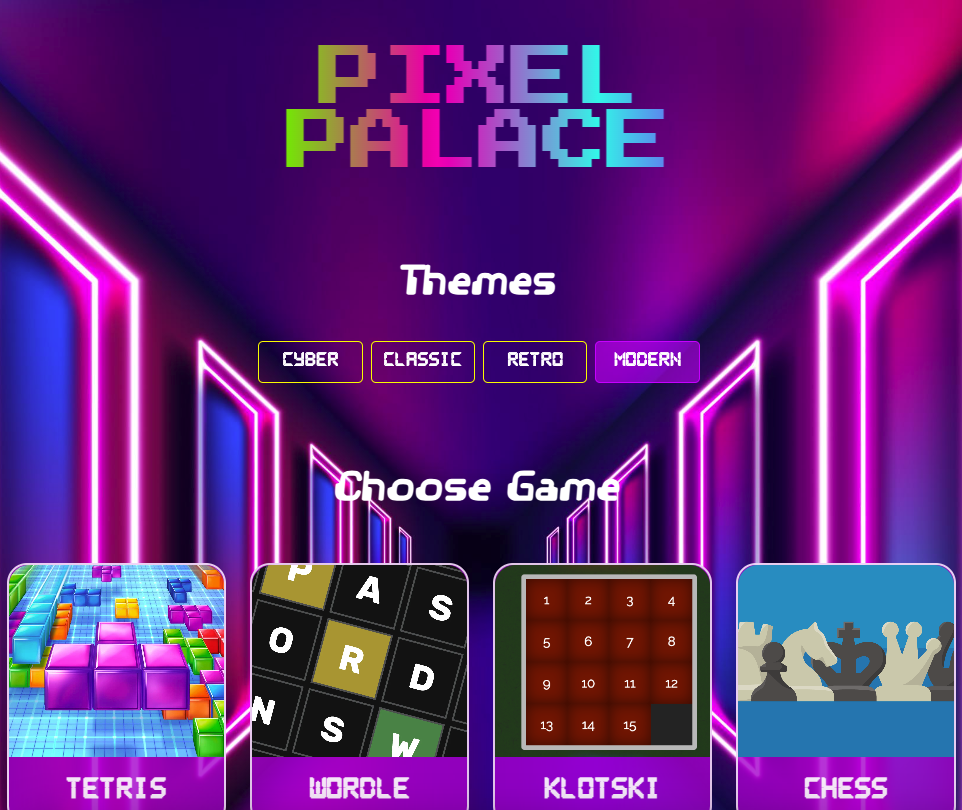 PIXEL
PALACE
Themes
CYBER CLASSIC RETRO MODERN
Choose Game
P A S
O R D
N S W
1 2 3 4
5 6 7 8
9 10 11 12
13 14 15
TETRIS WORDLE KLOTSKI CHESS